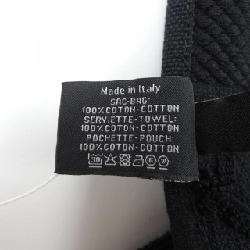 Made in Italy
SAC-BAG:
100%COTON-COTTON
SERVIETTE-TOWEL:
100%COTON-COTTON
POCHETTE-POUCH:
100%COTON-COTTON